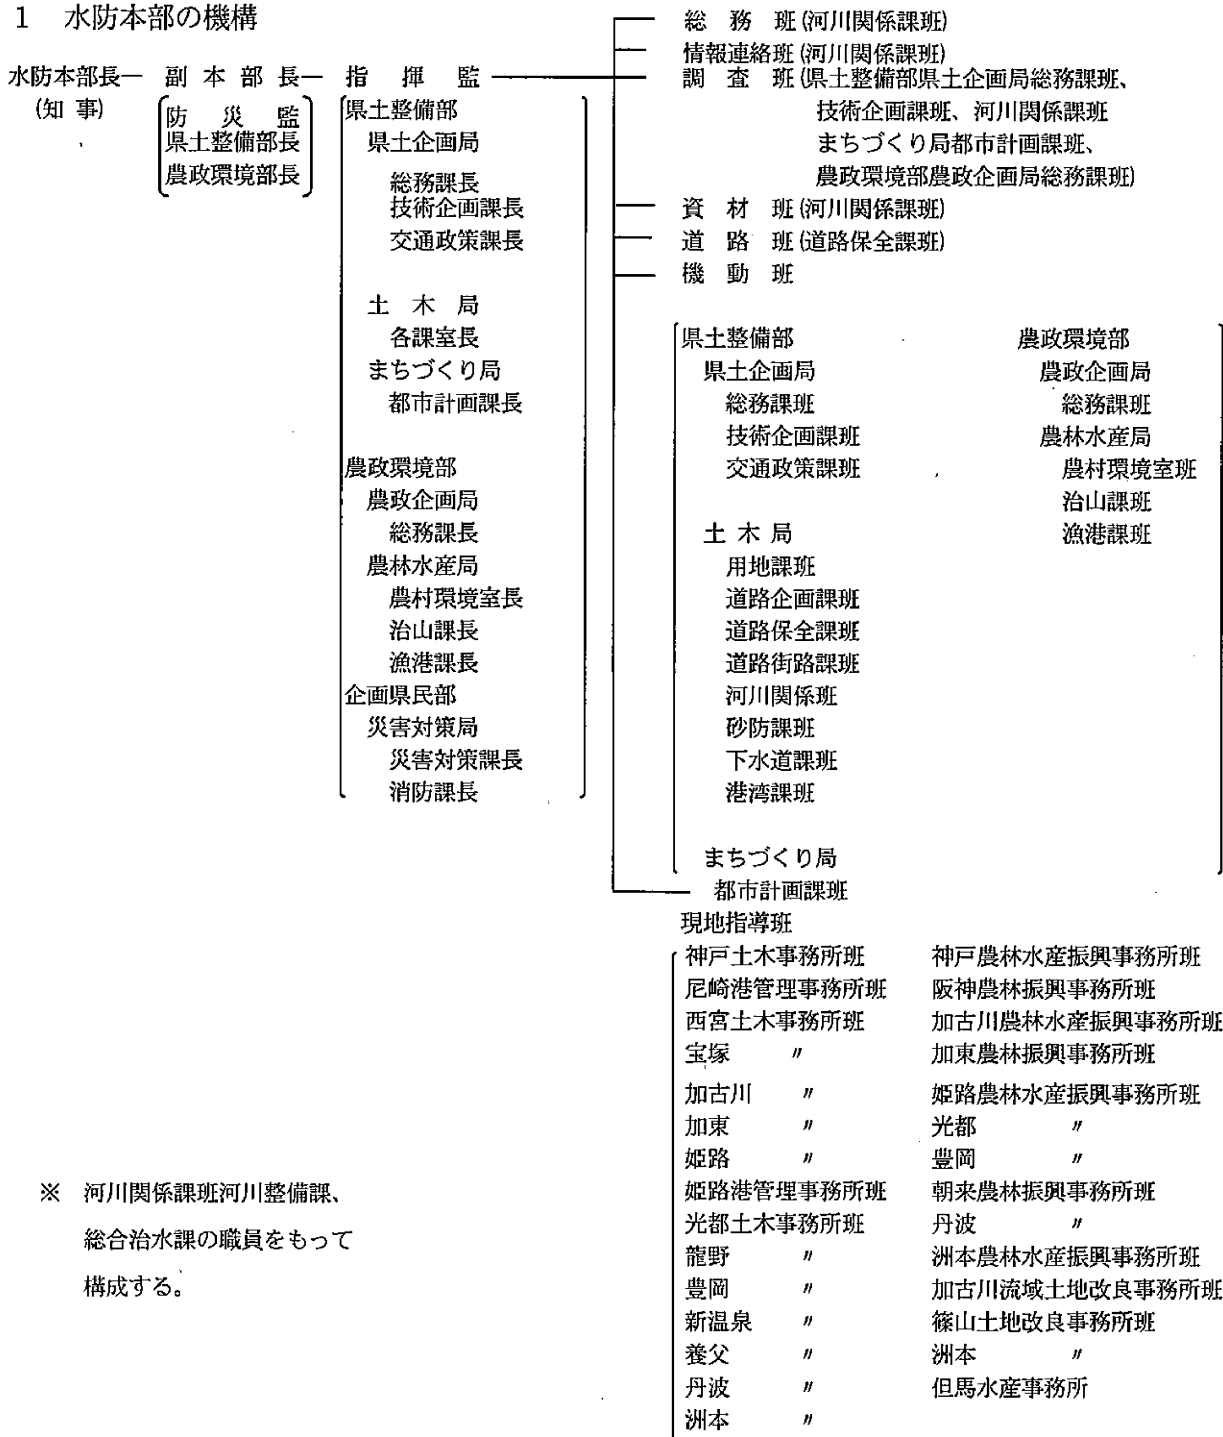 1 水防本部の機構
水防本部長 副本部長 指揮監
(知事)
防災監
県土整備部長
農政環境部長
県土整備部
県土企画局
総務課長
技術企画課長
交通政策課長
土木局
各課室長
まちづくり局
都市計画課長
農政環境部
農政企画局
総務課長
農林水産局
農村環境室長
治山課長
漁港課長
企画県民部
災害対策局
災害対策課長
消防課長
総務班(河川関係課班)
情報連絡班(河川関係課班)
調査班(県土整備部県土企画局総務課班、
技術企画課班、河川関係課班
まちづくり局都市計画課班、
農政環境部農政企画局総務課班)
資材班(河川関係課班)
道路班(道路保全課班)
機動班
県土整備部
県土企画局
総務課班
技術企画課班
交通政策課班
土木局
用地課班
道路企画課班
道路保全課班
道路街路課班
河川関係班
砂防課班
下水道課班
港湾課班
まちづくり局
都市計画課班
農政環境部
農政企画局
総務課班
農林水産局
農村環境室班
治山課班
漁港課班
現地指導班
神戸土木事務所班 神戸農林水産振興事務所班
尼崎港管理事務所班 阪神農林振興事務所班
西宮土木事務所班 加古川農林水産振興事務所班
宝塚 〃 加東農林振興事務所班
加古川 〃 姫路農林水産振興事務所班
加東 〃 光都 〃
姫路 〃 豊岡 〃
姫路港管理事務所班 朝来農林振興事務所班
光都土木事務所班 丹波 〃
龍野 〃 洲本農林水産振興事務所班
豊岡 〃 加古川流域土地改良事務所班
新温泉 〃 篠山土地改良事務所班
養父 〃 洲本 〃
丹波 〃 但馬水産事務所
洲本 〃
※ 河川関係課班河川整備課、
総合治水課の職員をもって
構成する。